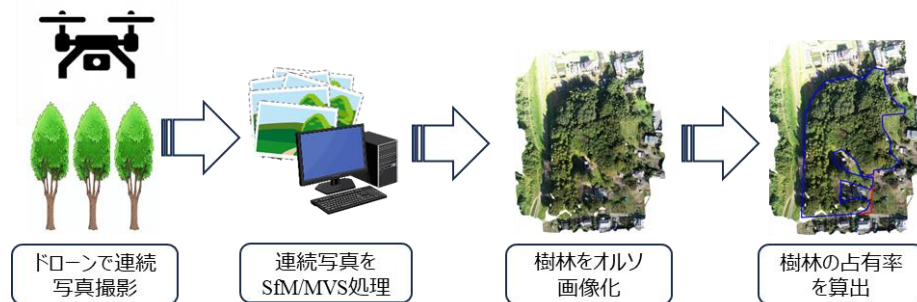 ドローンで連続
写真撮影
連続写真を
SfM/MVS処理
樹林をオルソ
画像化
樹林の占有率
を算出